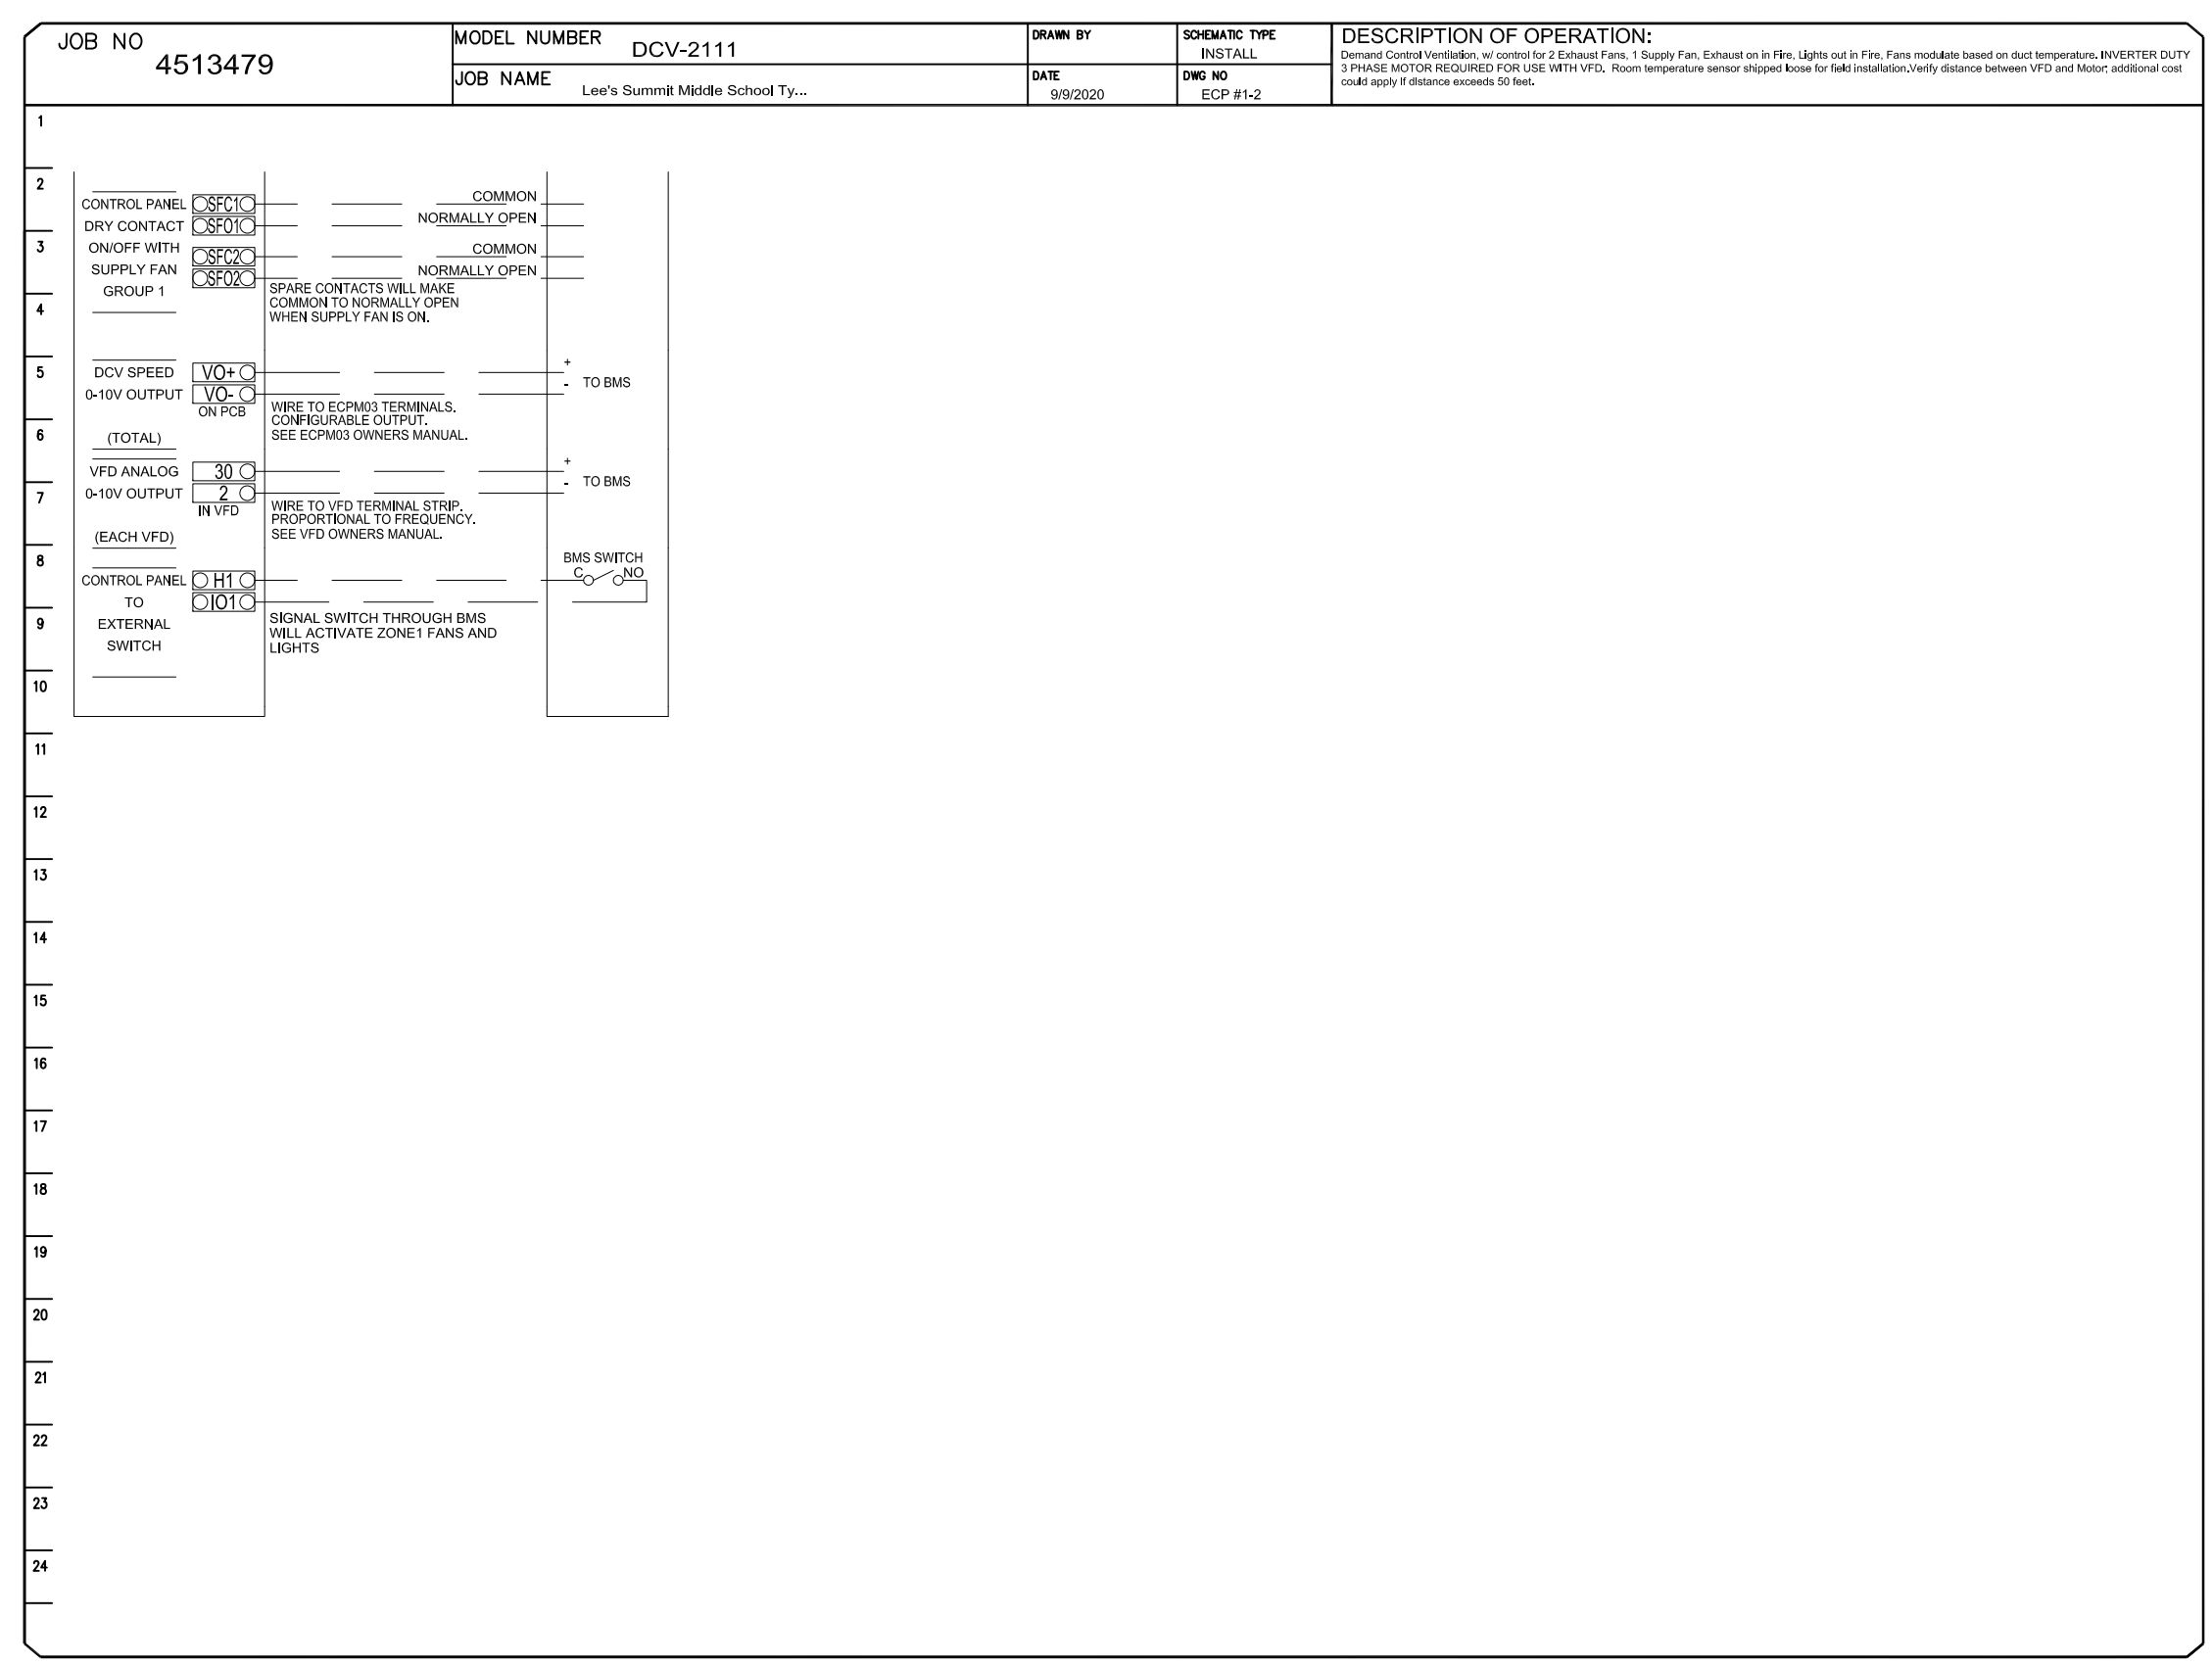 JOB NO
4513479
MODEL NUMBER
DCV-2111
JOB NAME
Lee's Summit Middle School Ty...
DRAWN BY
SCHEMATIC TYPE
INSTALL
DATE
9/9/2020
DWG NO
ECP #1-2
DESCRIPTION OF OPERATION:
Demand Control Ventilation, w/ control for 2 Exhaust Fans, 1 Supply Fan, Exhaust on in Fire, Lights out in Fire, Fans modulate based on duct temperature. INVERTER DUTY
3 PHASE MOTOR REQUIRED FOR USE WITH VFD. Room temperature sensor shipped loose for field installation.Verify distance between VFD and Motor; additional cost
could apply if distance exceeds 50 feet.
1
2
3
4
5
6
7
8
9
10
11
12
13
14
15
16
17
18
19
20
21
22
23
24
CONTROL PANEL
DRY CONTACT
ON/OFF WITH
SUPPLY FAN
GROUP 1
SFC1
SFO1
SFC2
SFO2
COMMON
NORMALLY OPEN
COMMON
NORMALLY OPEN
SPARE CONTACTS WILL MAKE
COMMON TO NORMALLY OPEN
WHEN SUPPLY FAN IS ON.
DCV SPEED
0-10V OUTPUT
(TOTAL)
VO+
VO-
ON PCB
+
-
TO BMS
WIRE TO ECPM03 TERMINALS.
CONFIGURABLE OUTPUT.
SEE ECPM03 OWNERS MANUAL.
VFD ANALOG
0-10V OUTPUT
(EACH VFD)
30
2
IN VFD
+
-
TO BMS
WIRE TO VFD TERMINAL STRIP.
PROPORTIONAL TO FREQUENCY.
SEE VFD OWNERS MANUAL.
CONTROL PANEL
TO
EXTERNAL
SWITCH
H1
IO1
BMS SWITCH
C NO
SIGNAL SWITCH THROUGH BMS
WILL ACTIVATE ZONE1 FANS AND
LIGHTS